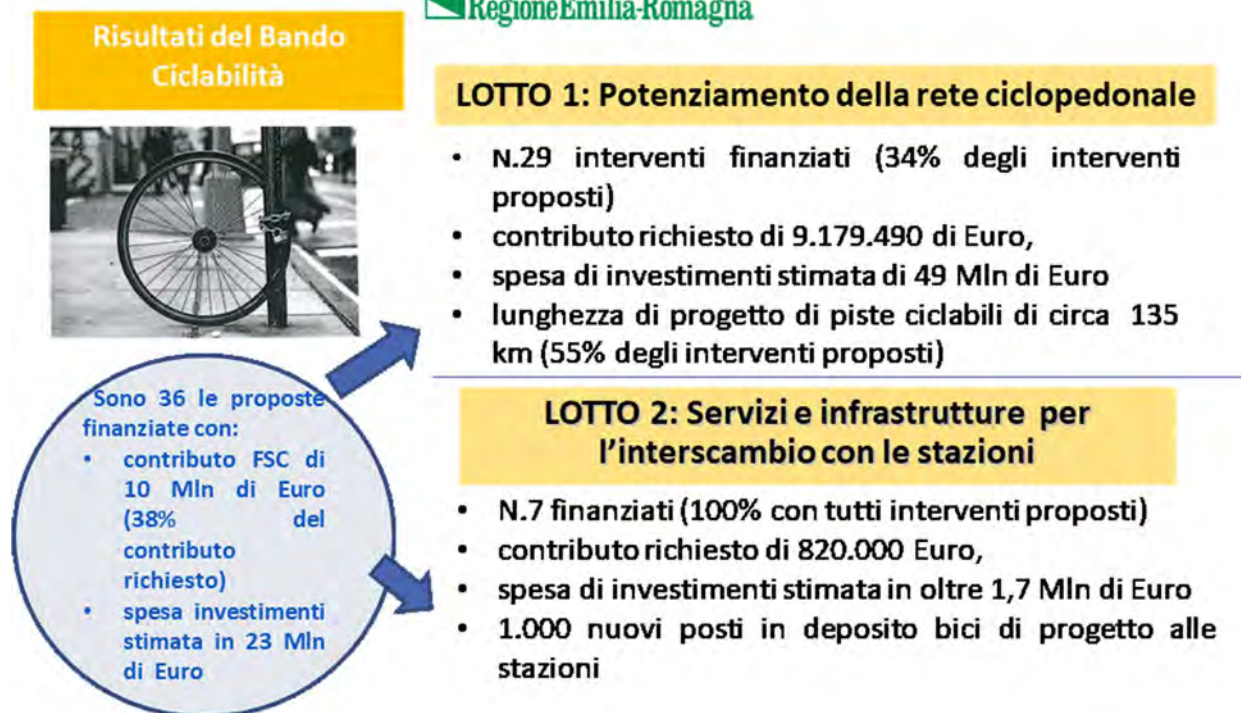 RegioneEmilia-Romagna
Risultati del Bando
Ciclabilità
LOTTO 1: Potenziamento della rete ciclopedonale
• N.29 interventi finanziati (34% degli interventi
proposti)
• contributo richiesto di 9.179.490 di Euro,
• spesa di investimenti stimata di 49 Mln di Euro
• lunghezza di progetto di piste ciclabili di circa 135
km (55% degli interventi proposti)
Sono 36 le proposte
finanziate con:
• contributo FSC di
10 Mln di Euro
(38% del
contributo
richiesto)
• spesa investimenti
stimata in 23 Mln
di Euro
LOTTO 2: Servizi e infrastrutture per
l'interscambio con le stazioni
• N.7 finanziati (100% con tutti interventi proposti)
• contributo richiesto di 820.000 Euro,
• spesa di investimenti stimata in oltre 1,7 Mln di Euro
• 1.000 nuovi posti in deposito bici di progetto alle
stazioni